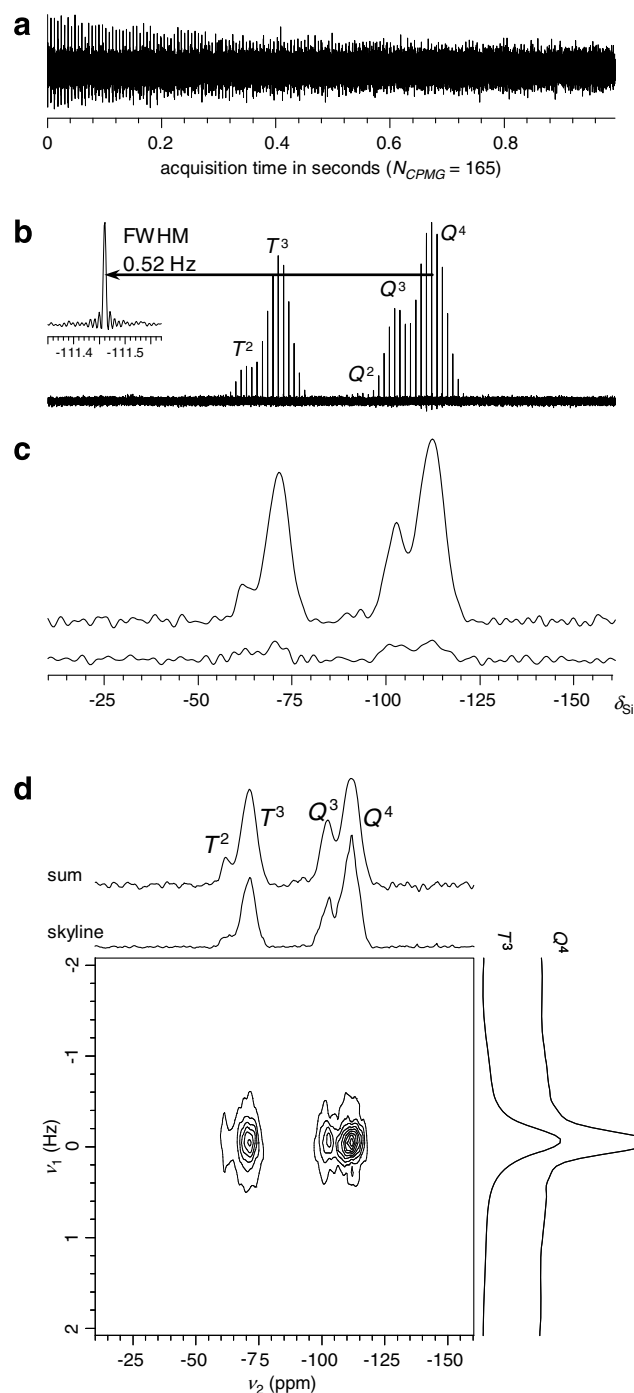 a
0 0.2 0.4 0.6 0.8
acquisition time in seconds (N_CPMG = 165)
b
FWHM
0.52 Hz
T² T³ Q² Q³ Q⁴
-111.4 -111.5
c
-25 -50 -75 -100 -125 -150 δ_Si
d
T² T³ Q³ Q⁴
sum
skyline
T³ Q⁴
-2
-1
0
1
2
ν₁ (Hz)
-25 -50 -75 -100 -125 -150
ν₂ (ppm)